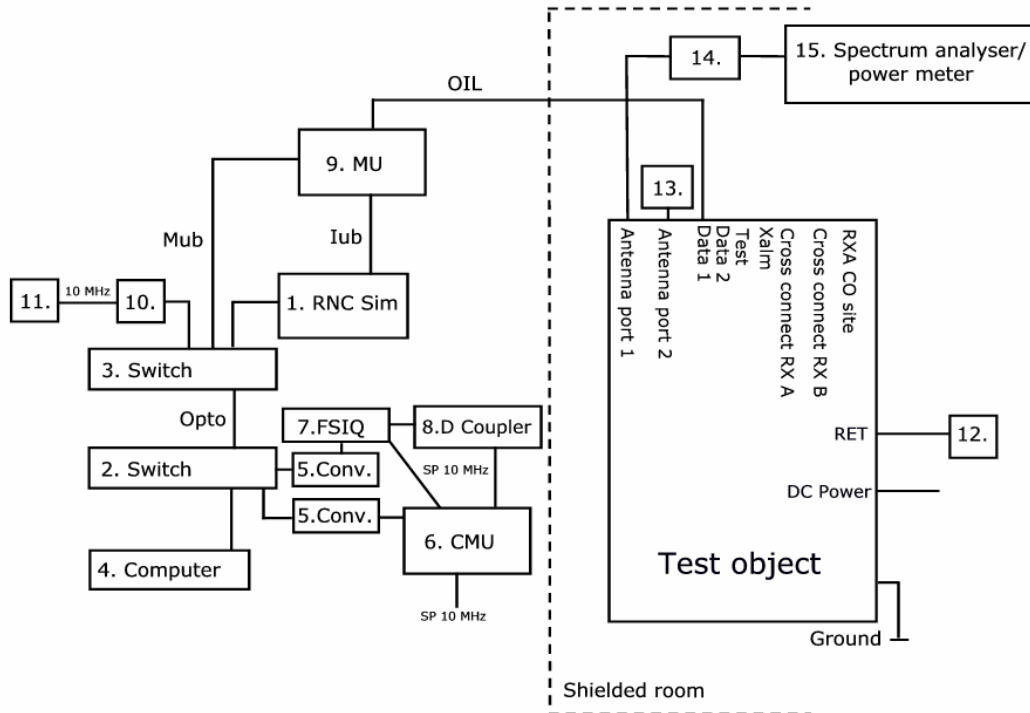 14.
15. Spectrum analyser/
power meter
OIL
9. MU
13.
Mub
Iub
Antenna port 1
Antenna port 2
Data 1
Data 2
Test
Xalm
Cross connect RX A
Cross connect RX B
RXA CO site
11.
10 MHz
10.
1. RNC Sim
3. Switch
Opto
7.FSIQ
8.D Coupler
RET
12.
2. Switch
5.Conv.
SP 10 MHz
DC Power
5.Conv.
6. CMU
4. Computer
Test object
SP 10 MHz
Ground
Shielded room